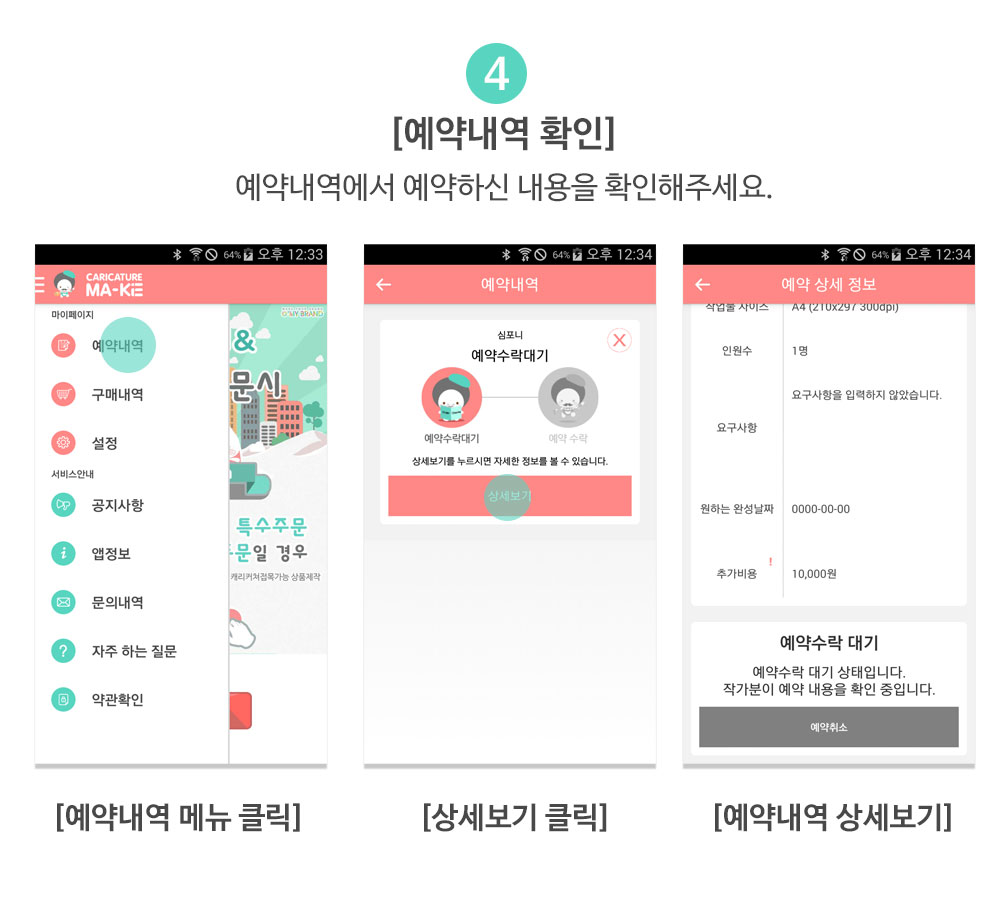 4
[예약내역 확인]
예약내역에서 예약하신 내용을 확인해주세요.
64% 오후 12:33
CARICATURE
MA-KiE
마이페이지
예약내역
구매내역
설정
서비스안내
공지사항
앱정보
문의내역
자주 하는 질문
약관확인
O'MY BRAND
&
문시
특수주문
주문일 경우
캐리커쳐접목가능 상품제작
[예약내역 메뉴 클릭]
64% 오후 12:34
예약내역
심포니
예약수락대기
X
예약수락대기
예약 수락
상세보기를 누르시면 자세한 정보를 볼 수 있습니다.
상세보기
[상세보기 클릭]
64% 오후 12:34
예약 상세 정보
작업물 사이즈 A4 (210x297 300dpi)
인원수 1명
요구사항을 입력하지 않았습니다.
요구사항
원하는 완성날짜 0000-00-00
!
추가비용 10,000원
예약수락 대기
예약수락 대기 상태입니다.
작가분이 예약 내용을 확인 중입니다.
예약취소
[예약내역 상세보기]